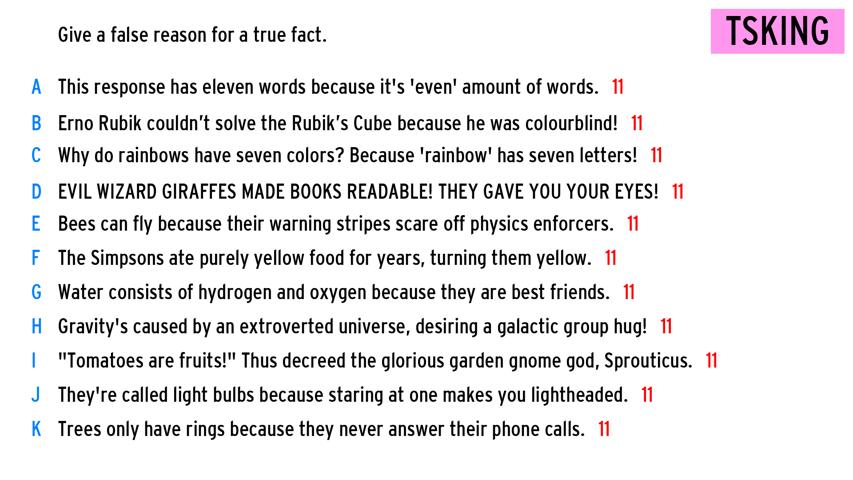 Give a false reason for a true fact.
TSKING
A This response has eleven words because it's 'even' amount of words. 11
B Erno Rubik couldn’t solve the Rubik’s Cube because he was colourblind! 11
C Why do rainbows have seven colors? Because 'rainbow' has seven letters! 11
D EVIL WIZARD GIRAFFES MADE BOOKS READABLE! THEY GAVE YOU YOUR EYES! 11
E Bees can fly because their warning stripes scare off physics enforcers. 11
F The Simpsons ate purely yellow food for years, turning them yellow. 11
G Water consists of hydrogen and oxygen because they are best friends. 11
H Gravity's caused by an extroverted universe, desiring a galactic group hug! 11
I "Tomatoes are fruits!" Thus decreed the glorious garden gnome god, Sprouticus. 11
J They're called light bulbs because staring at one makes you lightheaded. 11
K Trees only have rings because they never answer their phone calls. 11